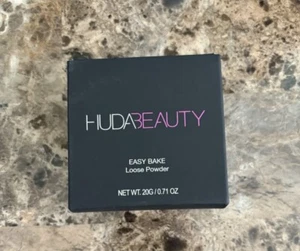 HUDABEAUTY
EASY BAKE
Loose Powder
NET WT. 20G / 0.71 OZ